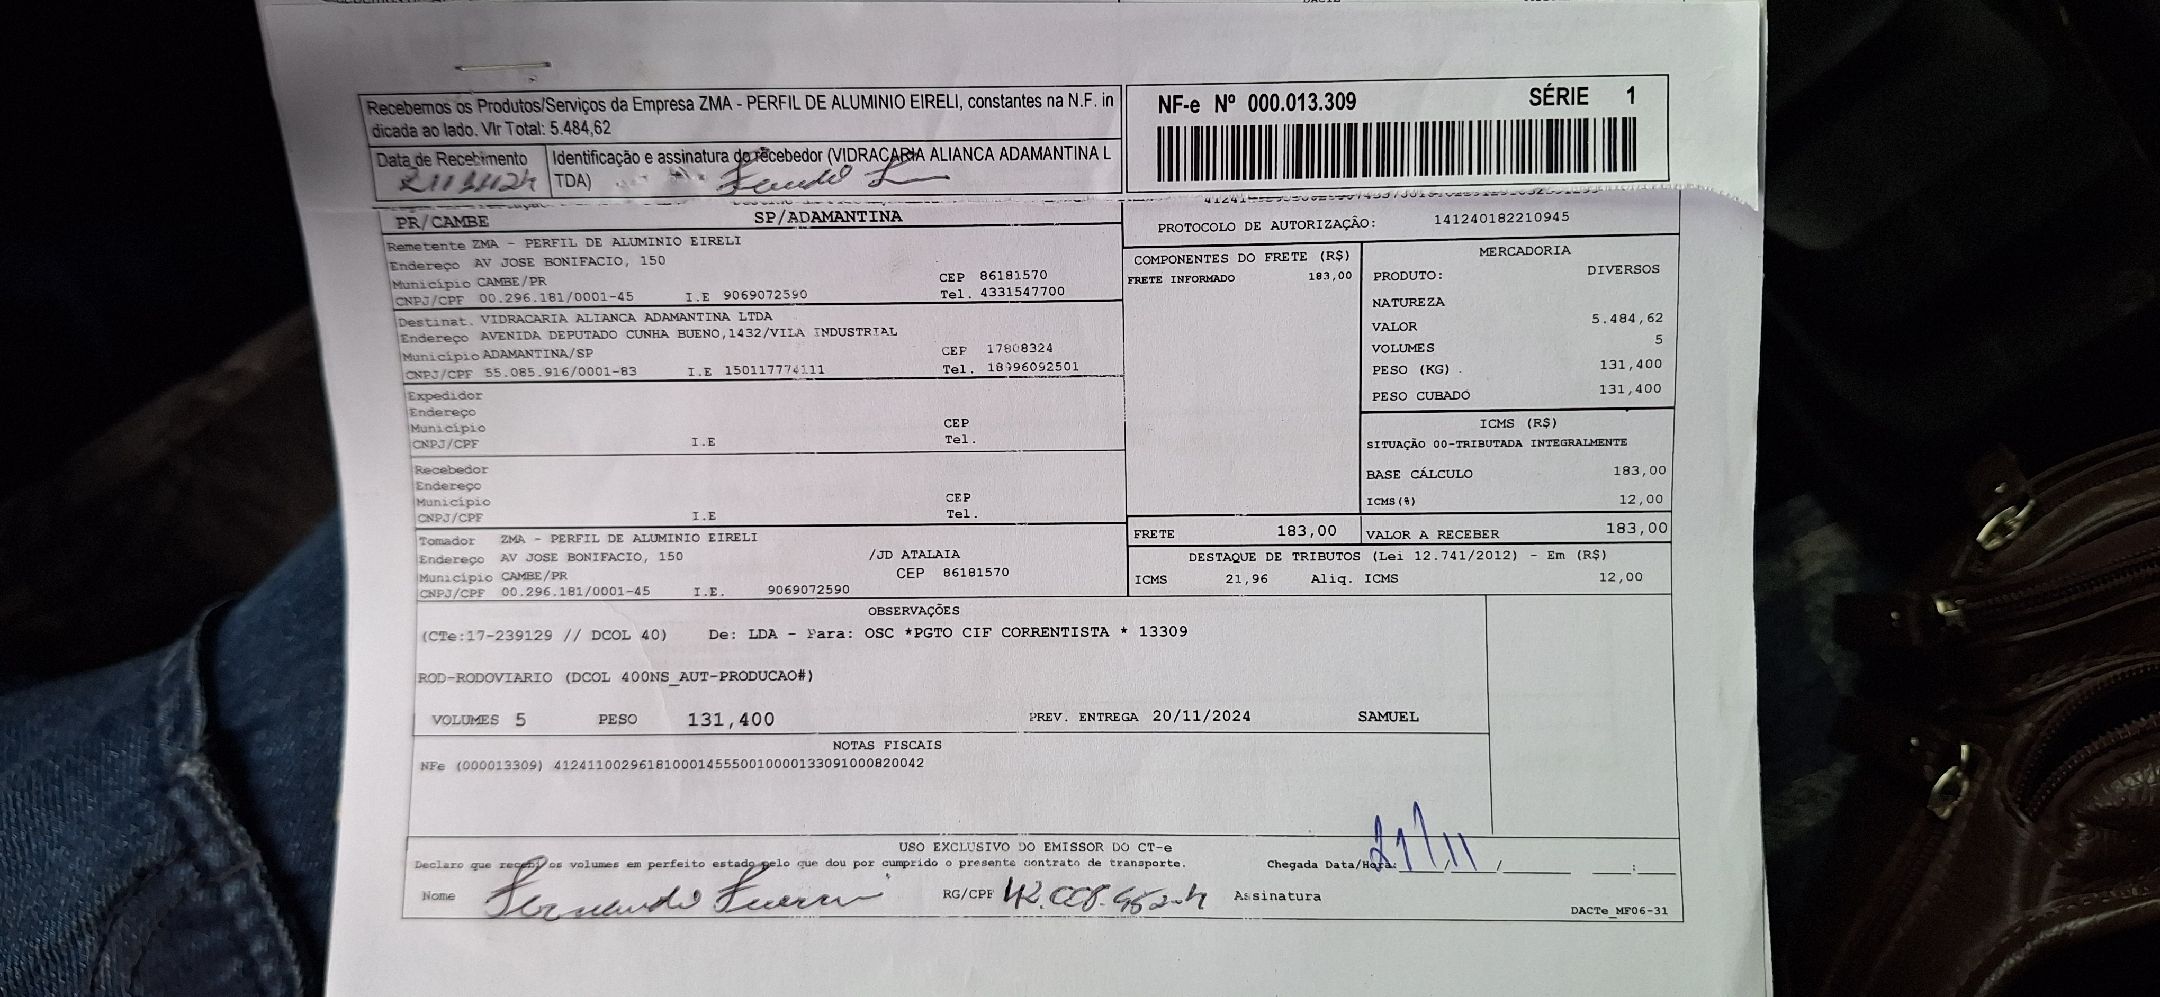 Recebemos os Produtos/Serviços da Empresa ZMA - PERFIL DE ALUMINIO EIRELI, constantes na N.F. in
dicada ao lado. Vlr Total: 5.484,62
NF-e Nº 000.013.309 SÉRIE 1
Data de Recebimento
Identificação e assinatura do recebedor (VIDRACARIA ALIANCA ADAMANTINA L
TDA)
PR/CAMBE SP/ADAMANTINA
PROTOCOLO DE AUTORIZAÇÃO: 141240182210945
Remetente ZMA - PERFIL DE ALUMINIO EIRELI
Endereço AV JOSE BONIFACIO, 150
Município CAMBE/PR CEP 86181570
CNPJ/CPF 00.296.181/0001-45 I.E 9069072590 Tel. 4331547700
Destinat. VIDRACARIA ALIANCA ADAMANTINA LTDA
Endereço AVENIDA DEPUTADO CUNHA BUENO,1432/VILA INDUSTRIAL
Município ADAMANTINA/SP CEP 17808324
CNPJ/CPF 55.085.916/0001-83 I.E 150117774111 Tel. 18996092501
Expedidor
Endereço
Município CEP
CNPJ/CPF I.E Tel.
Recebedor
Endereço
Município CEP
CNPJ/CPF I.E Tel.
Tomador ZMA - PERFIL DE ALUMINIO EIRELI
Endereço AV JOSE BONIFACIO, 150 /JD ATALAIA
Município CAMBE/PR CEP 86181570
CNPJ/CPF 00.296.181/0001-45 I.E. 9069072590
COMPONENTES DO FRETE (R$)
FRETE INFORMADO 183,00
MERCADORIA
PRODUTO: DIVERSOS
NATUREZA
VALOR 5.484,62
VOLUMES 5
PESO (KG) . 131,400
PESO CUBADO 131,400
ICMS (R$)
SITUAÇÃO 00-TRIBUTADA INTEGRALMENTE
BASE CÁLCULO 183,00
ICMS(%) 12,00
FRETE 183,00 VALOR A RECEBER 183,00
DESTAQUE DE TRIBUTOS (Lei 12.741/2012) - Em (R$)
ICMS 21,96 Aliq. ICMS 12,00
OBSERVAÇÕES
(CTe:17-239129 // DCOL 40) De: LDA - Para: OSC *PGTO CIF CORRENTISTA * 13309
ROD-RODOVIARIO (DCOL 400NS_AUT-PRODUCAO#)
VOLUMES 5 PESO 131,400 PREV. ENTREGA 20/11/2024 SAMUEL
NOTAS FISCAIS
NFe (000013309) 41241100296181000145550010000133091000820042
USO EXCLUSIVO DO EMISSOR DO CT-e
Declaro que recebi os volumes em perfeito estado pelo que dou por cumprido o presente contrato de transporte. Chegada Data/Hora: 21/11 / :
Nome Fernando RG/CPF Assinatura
DACTe_MF06-31